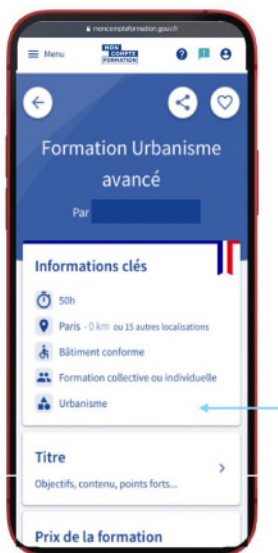 moncompteformation.gouv.fr
Menu
MON
COMPTE
FORMATION
Formation Urbanisme
avancé
Par
Informations clés
50h
Paris - 0 km ou 15 autres localisations
Bâtiment conforme
Formation collective ou individuelle
Urbanisme
Titre
Objectifs, contenu, points forts...
Prix de la formation